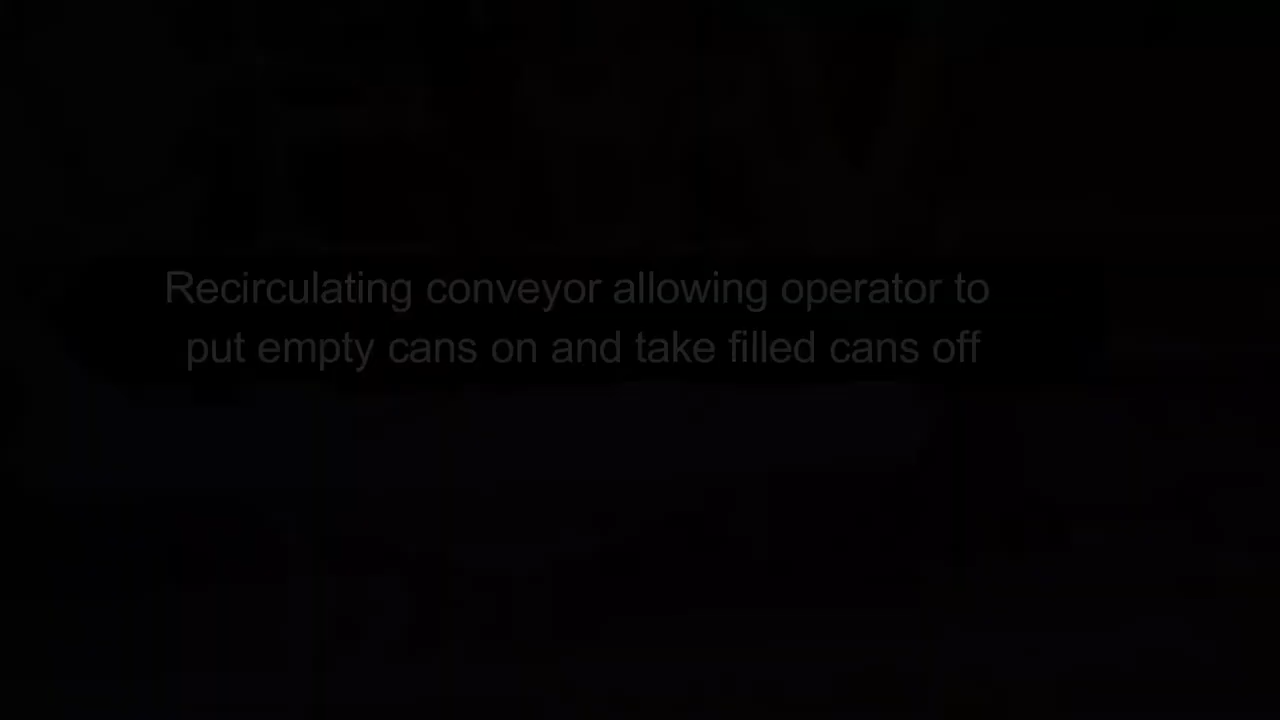 Recirculating conveyor allowing operator to
put empty cans on and take filled cans off